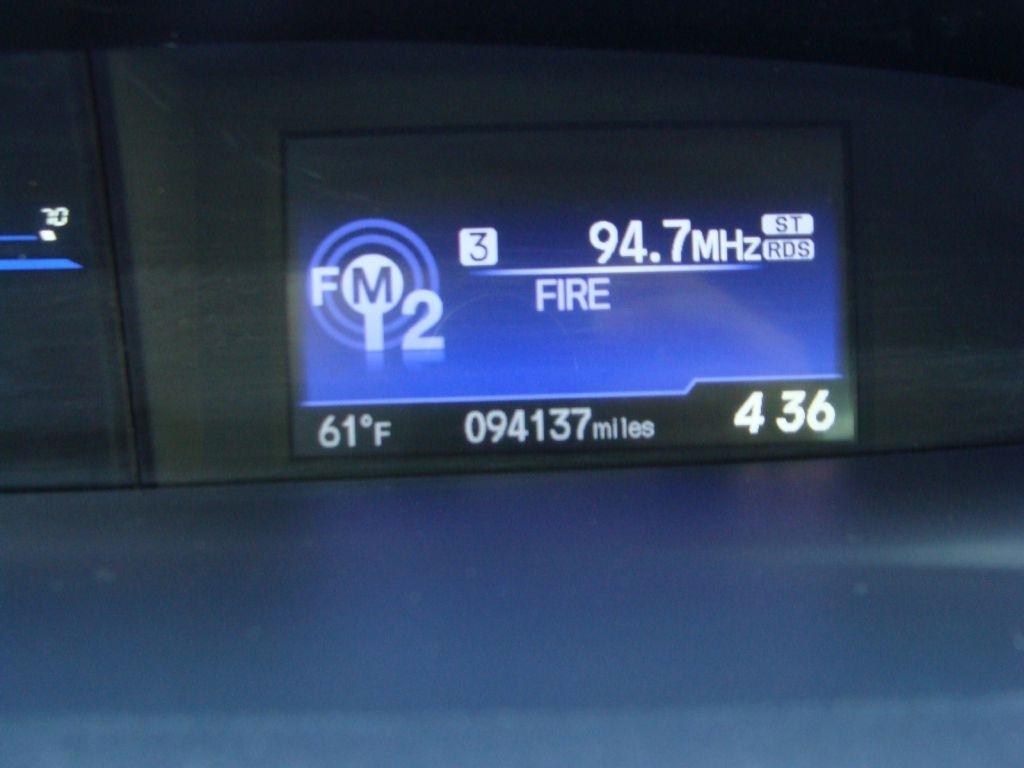 3 94.7MHz ST
RDS
FM2
FIRE
61°F 094137miles 4 36